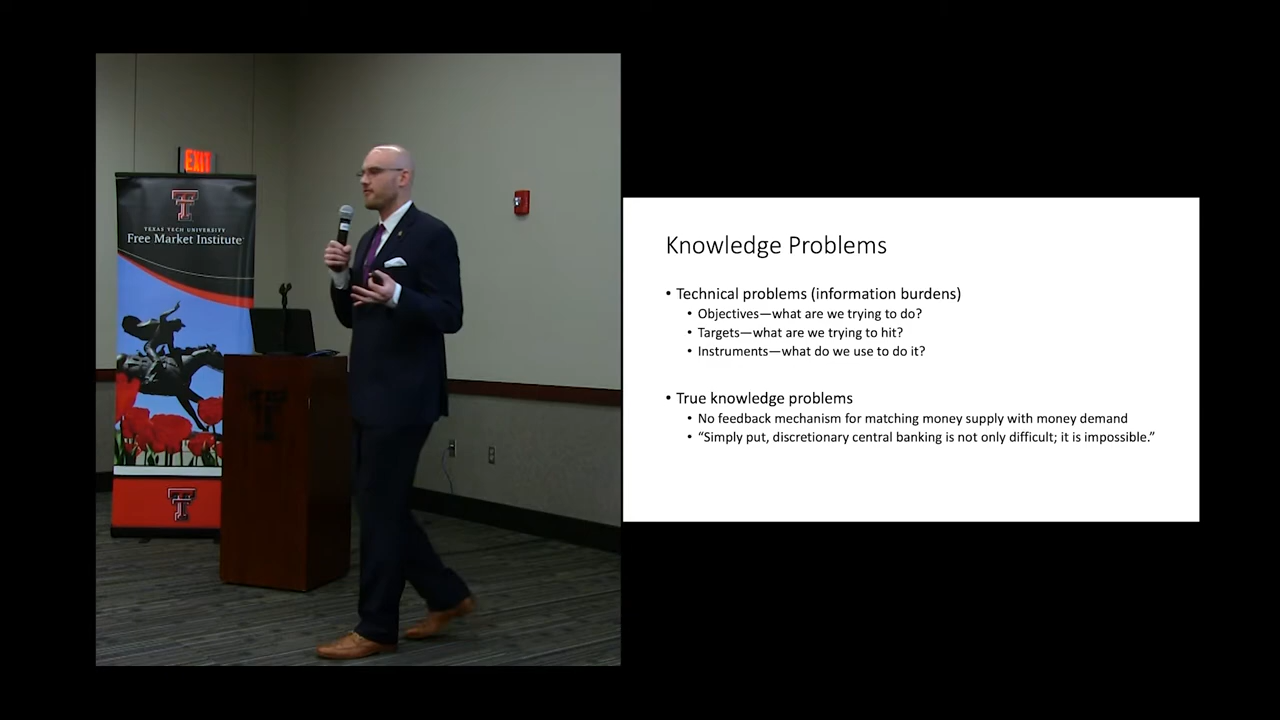 EXIT
TEXAS TECH UNIVERSITY
Free Market Institute
Knowledge Problems
• Technical problems (information burdens)
• Objectives—what are we trying to do?
• Targets—what are we trying to hit?
• Instruments—what do we use to do it?
• True knowledge problems
• No feedback mechanism for matching money supply with money demand
• “Simply put, discretionary central banking is not only difficult; it is impossible.”